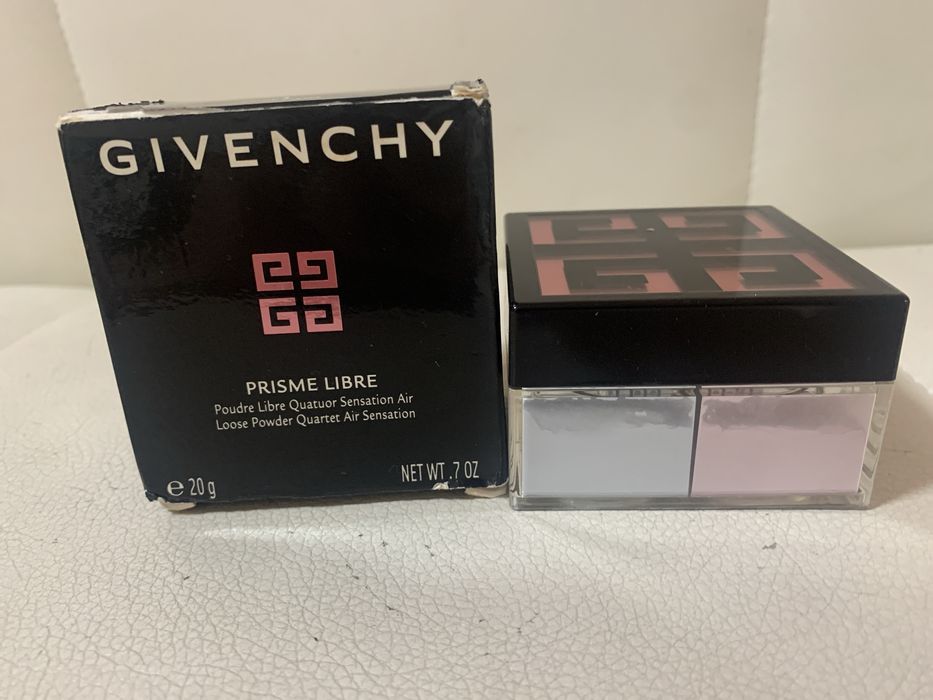 GIVENCHY
PRISME LIBRE
Poudre Libre Quatuor Sensation Air
Loose Powder Quartet Air Sensation
℮ 20 g
NET WT .7 OZ